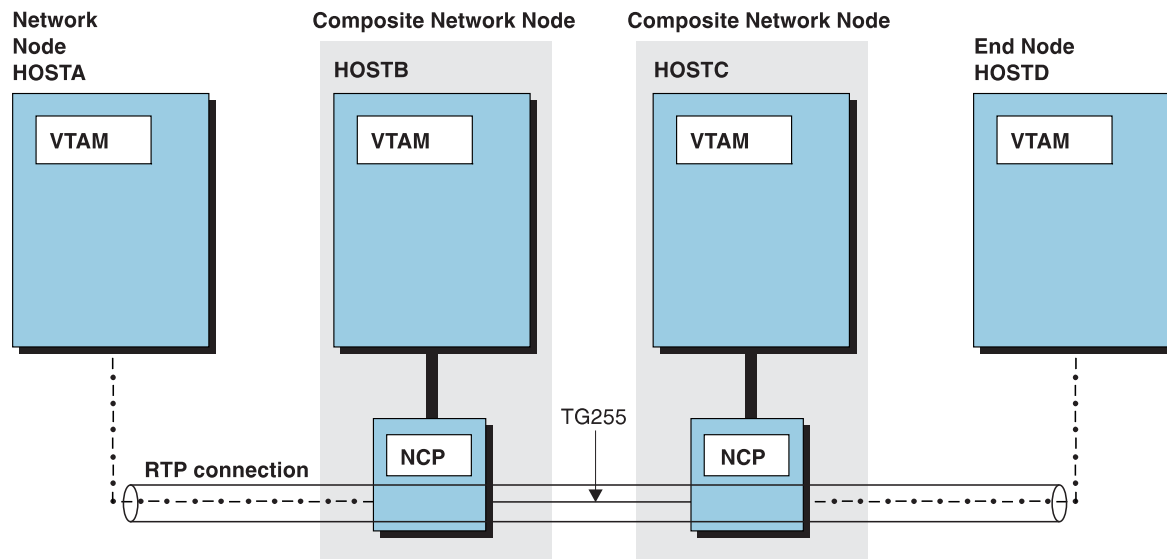 Network
Node
HOSTA
Composite Network Node
HOSTB
Composite Network Node
HOSTC
End Node
HOSTD
VTAM
VTAM
VTAM
VTAM
TG255
NCP
NCP
RTP connection